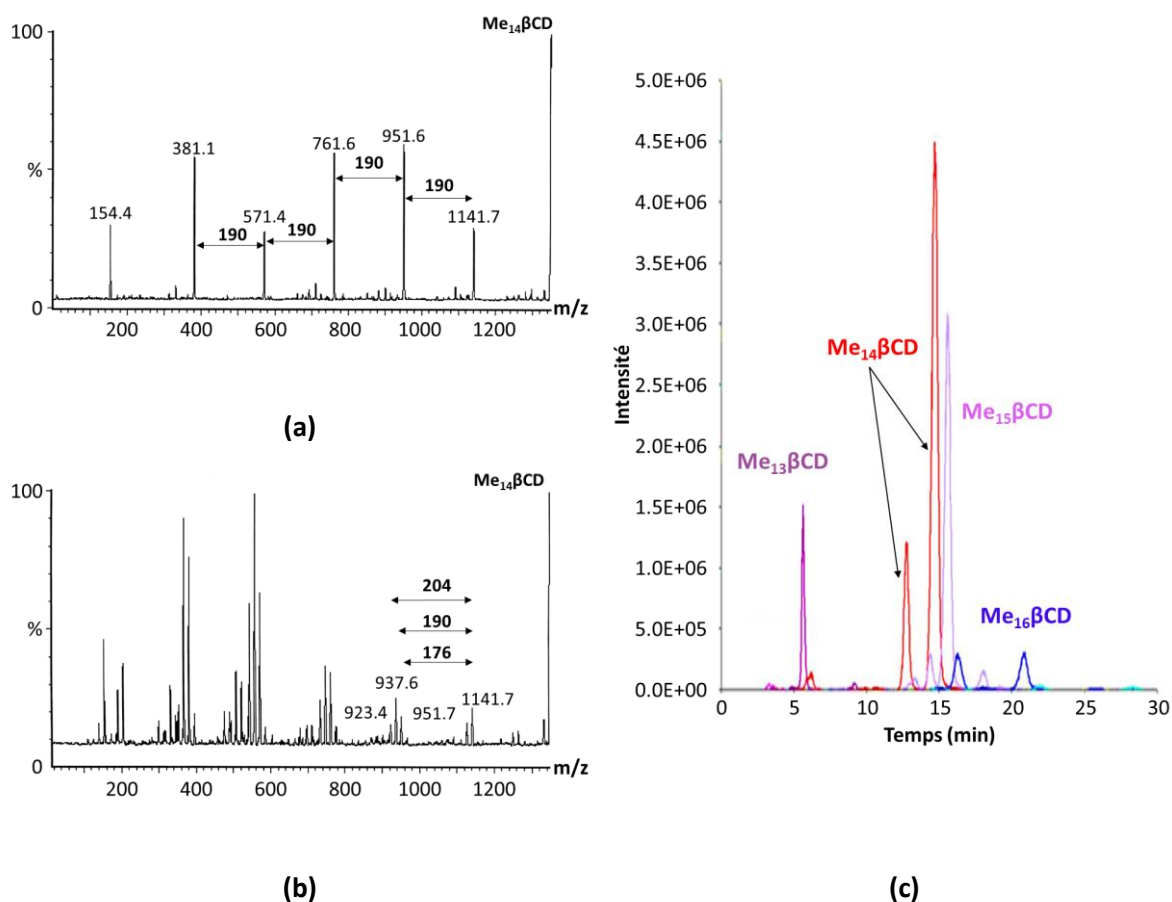 100
Me14βCD
381.1
761.6
951.6
190
190
%
154.4
571.4
1141.7
190
190
0
m/z
200
400
600
800
1000
1200
(a)
100
Me14βCD
204
%
190
176
937.6
923.4
951.7
1141.7
0
m/z
200
400
600
800
1000
1200
(b)
5.0E+06
4.5E+06
4.0E+06
3.5E+06
3.0E+06
2.5E+06
2.0E+06
1.5E+06
1.0E+06
5.0E+05
0.0E+00
Intensité
Me14βCD
Me15βCD
Me13βCD
Me16βCD
0
5
10
15
20
25
30
Temps (min)
(c)